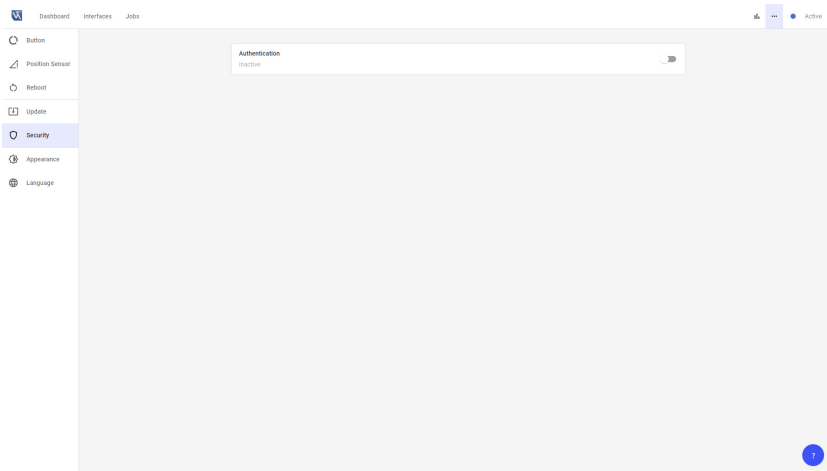 Dashboard
Interfaces
Jobs
Active
Button
Position Sensor
Reboot
Update
Security
Appearance
Language
Authentication
Inactive
?